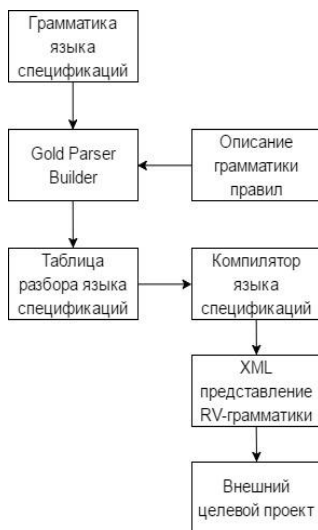 Грамматика
языка
спецификаций
Gold Parser
Builder
Описание
грамматики
правил
Таблица
разбора языка
спецификаций
Компилятор
языка
спецификаций
XML
представление
RV-грамматики
Внешний
целевой проект